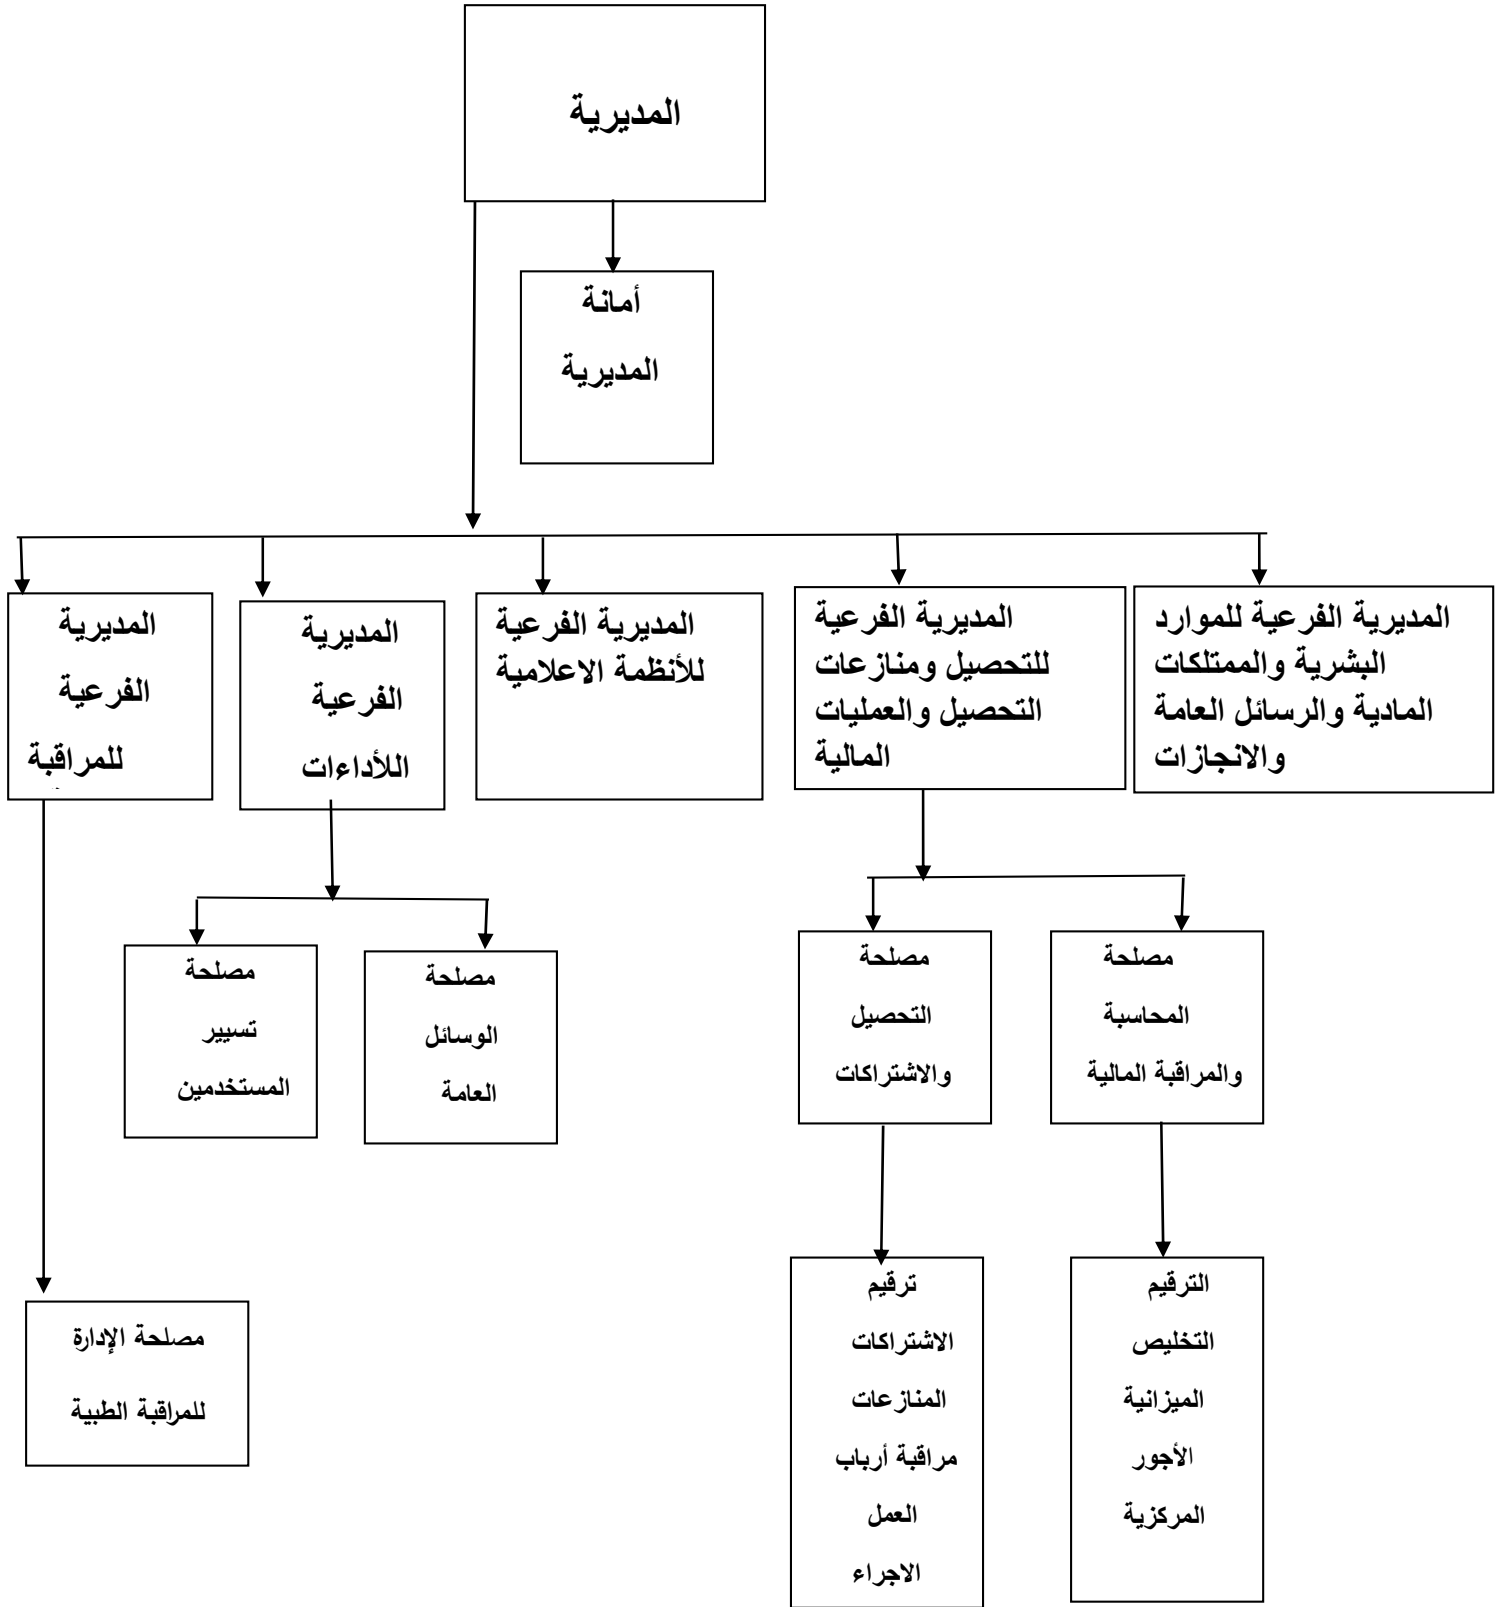 المديرية
أمانة
المديرية
المديرية الفرعية للموارد
البشرية والممتلكات
المادية والرسائل العامة
والانجازات
المديرية الفرعية
للتحصيل ومنازعات
التحصيل والعمليات
المالية
المديرية الفرعية
للأنظمة الاعلامية
المديرية
الفرعية
اللأداءات
المديرية
الفرعية
للمراقبة
مصلحة
المحاسبة
والمراقبة المالية
مصلحة
التحصيل
والاشتراكات
مصلحة
الوسائل
العامة
مصلحة
تسيير
المستخدمين
الترقيم
التخليص
الميزانية
الأجور
المركزية
ترقيم
الاشتراكات
المنازعات
مراقبة أرباب
العمل
الاجراء
مصلحة الإدارة
للمراقبة الطبية